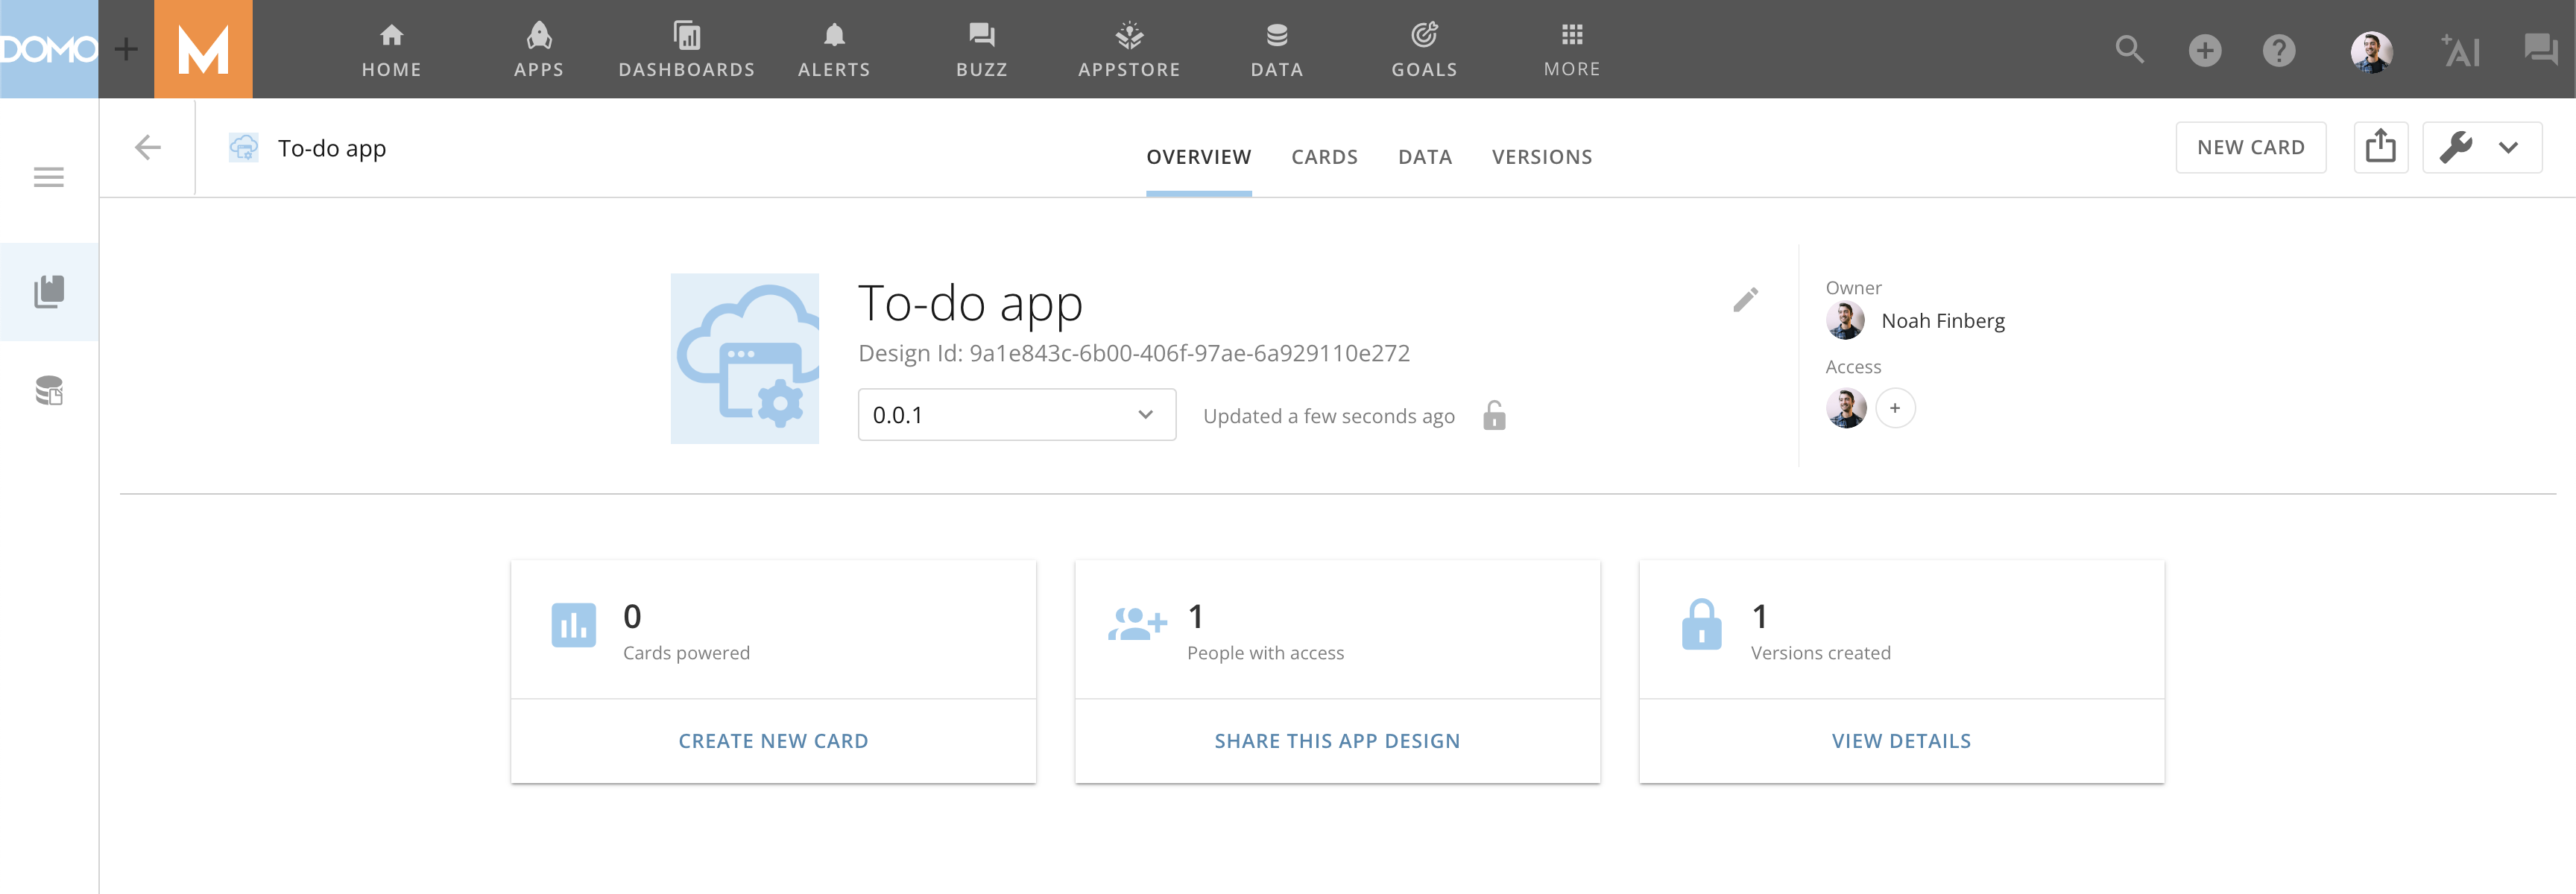 DOMO
+
M
HOME
APPS
DASHBOARDS
ALERTS
BUZZ
APPSTORE
DATA
GOALS
MORE
+AI
To-do app
OVERVIEW
CARDS
DATA
VERSIONS
NEW CARD
To-do app
Design Id: 9a1e843c-6b00-406f-97ae-6a929110e272
0.0.1
Updated a few seconds ago
Owner
Noah Finberg
Access
+
0
Cards powered
CREATE NEW CARD
1
People with access
SHARE THIS APP DESIGN
1
Versions created
VIEW DETAILS